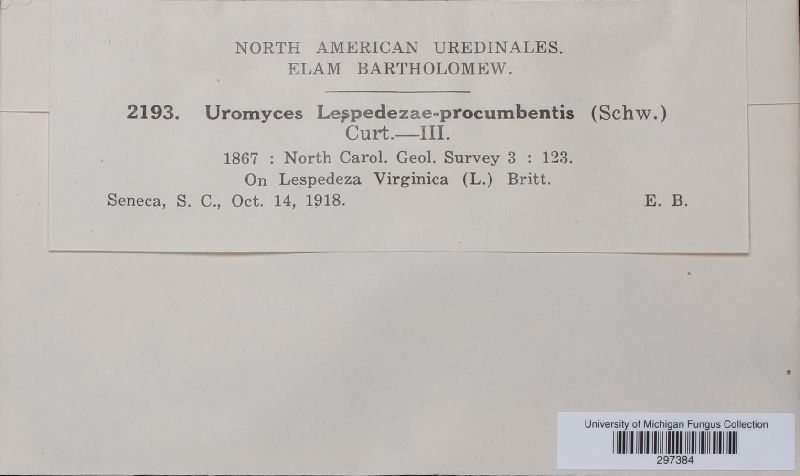 NORTH AMERICAN UREDINALES.
ELAM BARTHOLOMEW.
2193. Uromyces Lespedezae-procumbentis (Schw.)
Curt.—III.
1867 : North Carol. Geol. Survey 3 : 123.
On Lespedeza Virginica (L.) Britt.
Seneca, S. C., Oct. 14, 1918. E. B.
University of Michigan Fungus Collection
297384